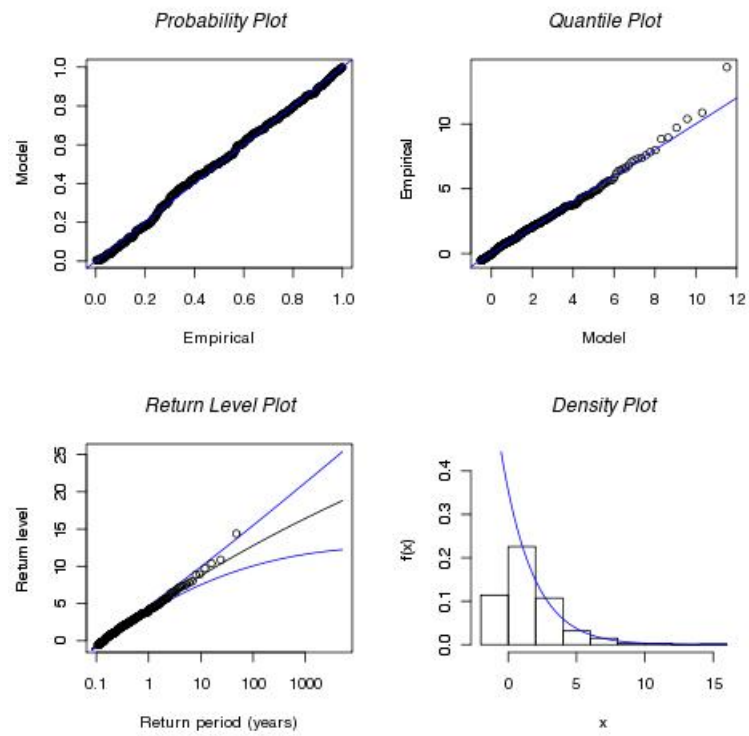 Probability Plot
Model
0.0 0.2 0.4 0.6 0.8 1.0
0.0 0.2 0.4 0.6 0.8 1.0
Empirical
Quantile Plot
Empirical
0 5 10
0 2 4 6 8 10 12
Model
Return Level Plot
Return level
0 5 10 15 20 25
0.1 1 10 100 1000
Return period (years)
Density Plot
f(x)
0.0 0.1 0.2 0.3 0.4
0 5 10 15
x